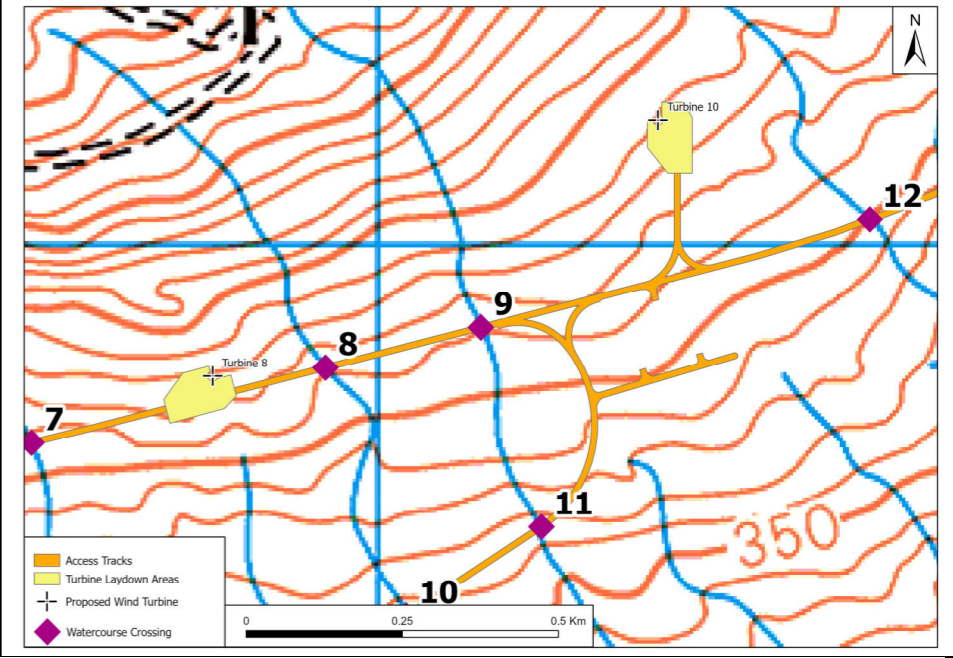 N
Turbine 10
12
9
8
Turbine 8
7
11
350
10
Access Tracks
Turbine Laydown Areas
Proposed Wind Turbine
Watercourse Crossing
0 0.25 0.5 Km